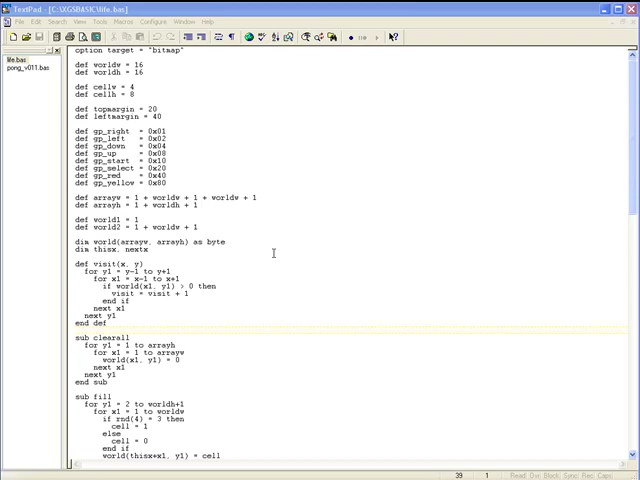 TextPad - [C:\XGSBASIC\life.bas]
File Edit Search View Tools Macros Configure Window Help
life.bas
pong_v011.bas
option target = "bitmap"
def worldw = 16
def worldh = 16
def cellw = 4
def cellh = 8
def topmargin = 20
def leftmargin = 40
def gp_right = 0x01
def gp_left = 0x02
def gp_down = 0x04
def gp_up = 0x08
def gp_start = 0x10
def gp_select = 0x20
def gp_red = 0x40
def gp_yellow = 0x80
def arrayw = 1 + worldw + 1 + worldw + 1
def arrayh = 1 + worldh + 1
def world1 = 1
def world2 = 1 + worldw + 1
dim world(arrayw, arrayh) as byte
dim thisx, nextx
def visit(x, y)
for y1 = y-1 to y+1
for x1 = x-1 to x+1
if world(x1, y1) > 0 then
visit = visit + 1
end if
next x1
next y1
end def
sub clearall
for y1 = 1 to arrayh
for x1 = 1 to arrayw
world(x1, y1) = 0
next x1
next y1
end sub
sub fill
for y1 = 2 to worldh+1
for x1 = 1 to worldw
if rnd(4) = 3 then
cell = 1
else
cell = 0
end if
world(thisx+x1, y1) = cell
39 1 Read Ovr Block Sync Rec Caps